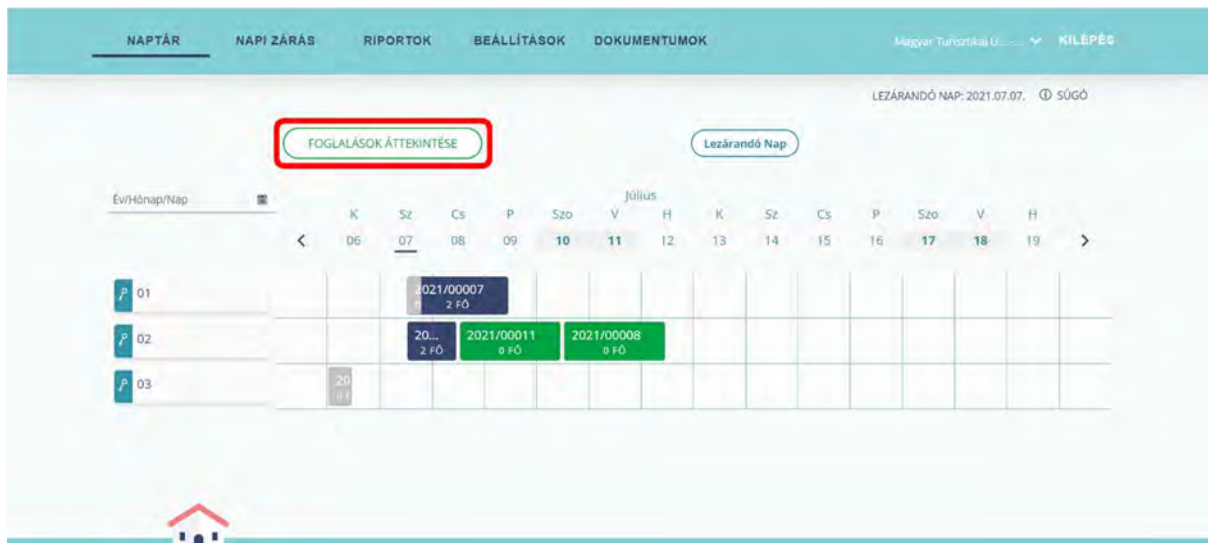 NAPTÁR NAPI ZÁRÁS RIPORTOK BEÁLLÍTÁSOK DOKUMENTUMOK Magyar Turisztikai Ü... KILÉPÉS
LEZÁRANDÓ NAP: 2021.07.07. SÚGÓ
FOGLALÁSOK ÁTTEKINTÉSE Lezárandó Nap
Év/Hónap/Nap Július
K Sz Cs P Szo V H K Sz Cs P Szo V H
< 06 07 08 09 10 11 12 13 14 15 16 17 18 19 >
01 2021/00007
2 FŐ
02 20... 2021/00011 2021/00008
2 FŐ 0 FŐ 0 FŐ
03 20